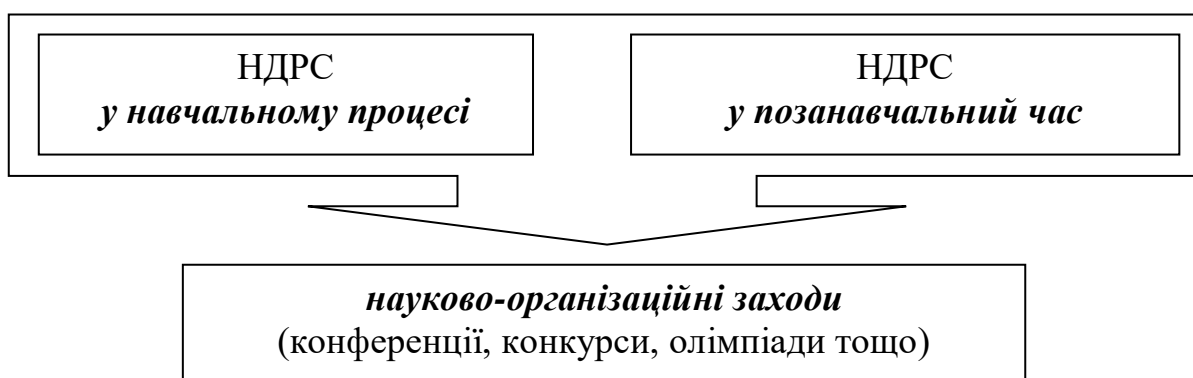 НДРС
у навчальному процесі
НДРС
у позанавчальний час
науково-організаційні заходи
(конференції, конкурси, олімпіади тощо)